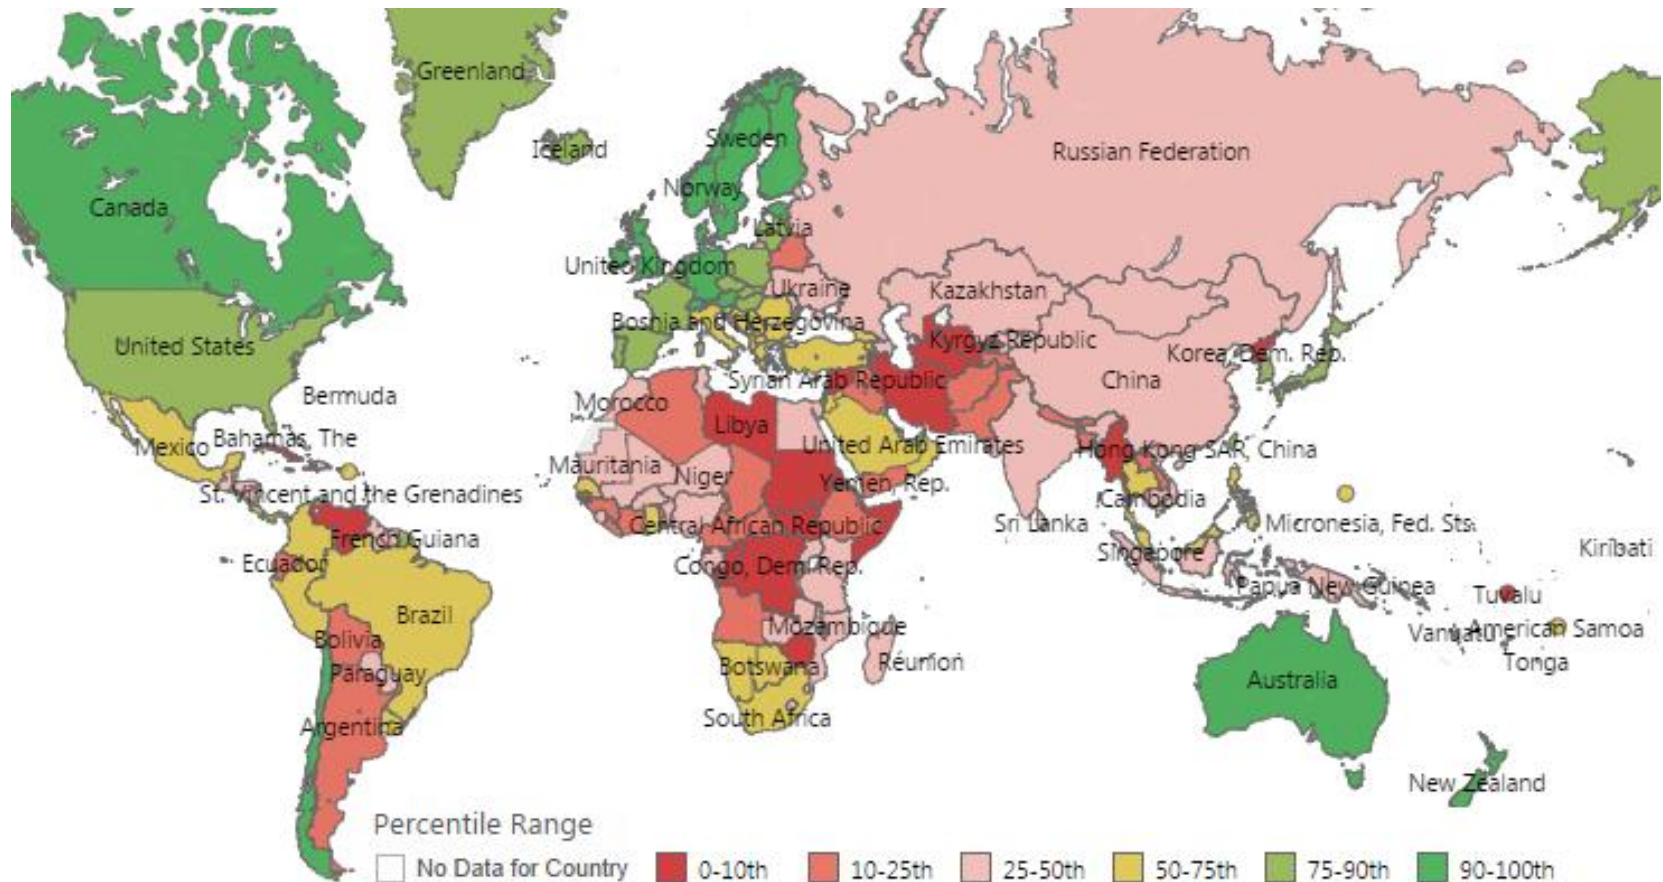 Greenland
Iceland
Sweden
Russian Federation
Norway
Canada
Latvia
United Kingdom
Ukraine
Kazakhstan
Bosnia and Herzegovina
United States
Kyrgyz Republic
Korea, Dem. Rep.
Syrian Arab Republic
China
Bermuda
Morocco
Libya
Mexico
Bahamas, The
United Arab Emirates
Hong Kong SAR, China
Mauritania
Niger
Yemen, Rep.
St. Vincent and the Grenadines
Cambodia
Central African Republic
Sri Lanka
Micronesia, Fed. Sts.
French Guiana
Singapore
Kiribati
Ecuador
Congo, Dem. Rep.
Papua New Guinea
Tuvalu
Brazil
Mozambique
Vanuatu
American Samoa
Bolivia
Botswana
Réunion
Tonga
Paraguay
Australia
South Africa
Argentina
New Zealand
Percentile Range
No Data for Country 0-10th 10-25th 25-50th 50-75th 75-90th 90-100th